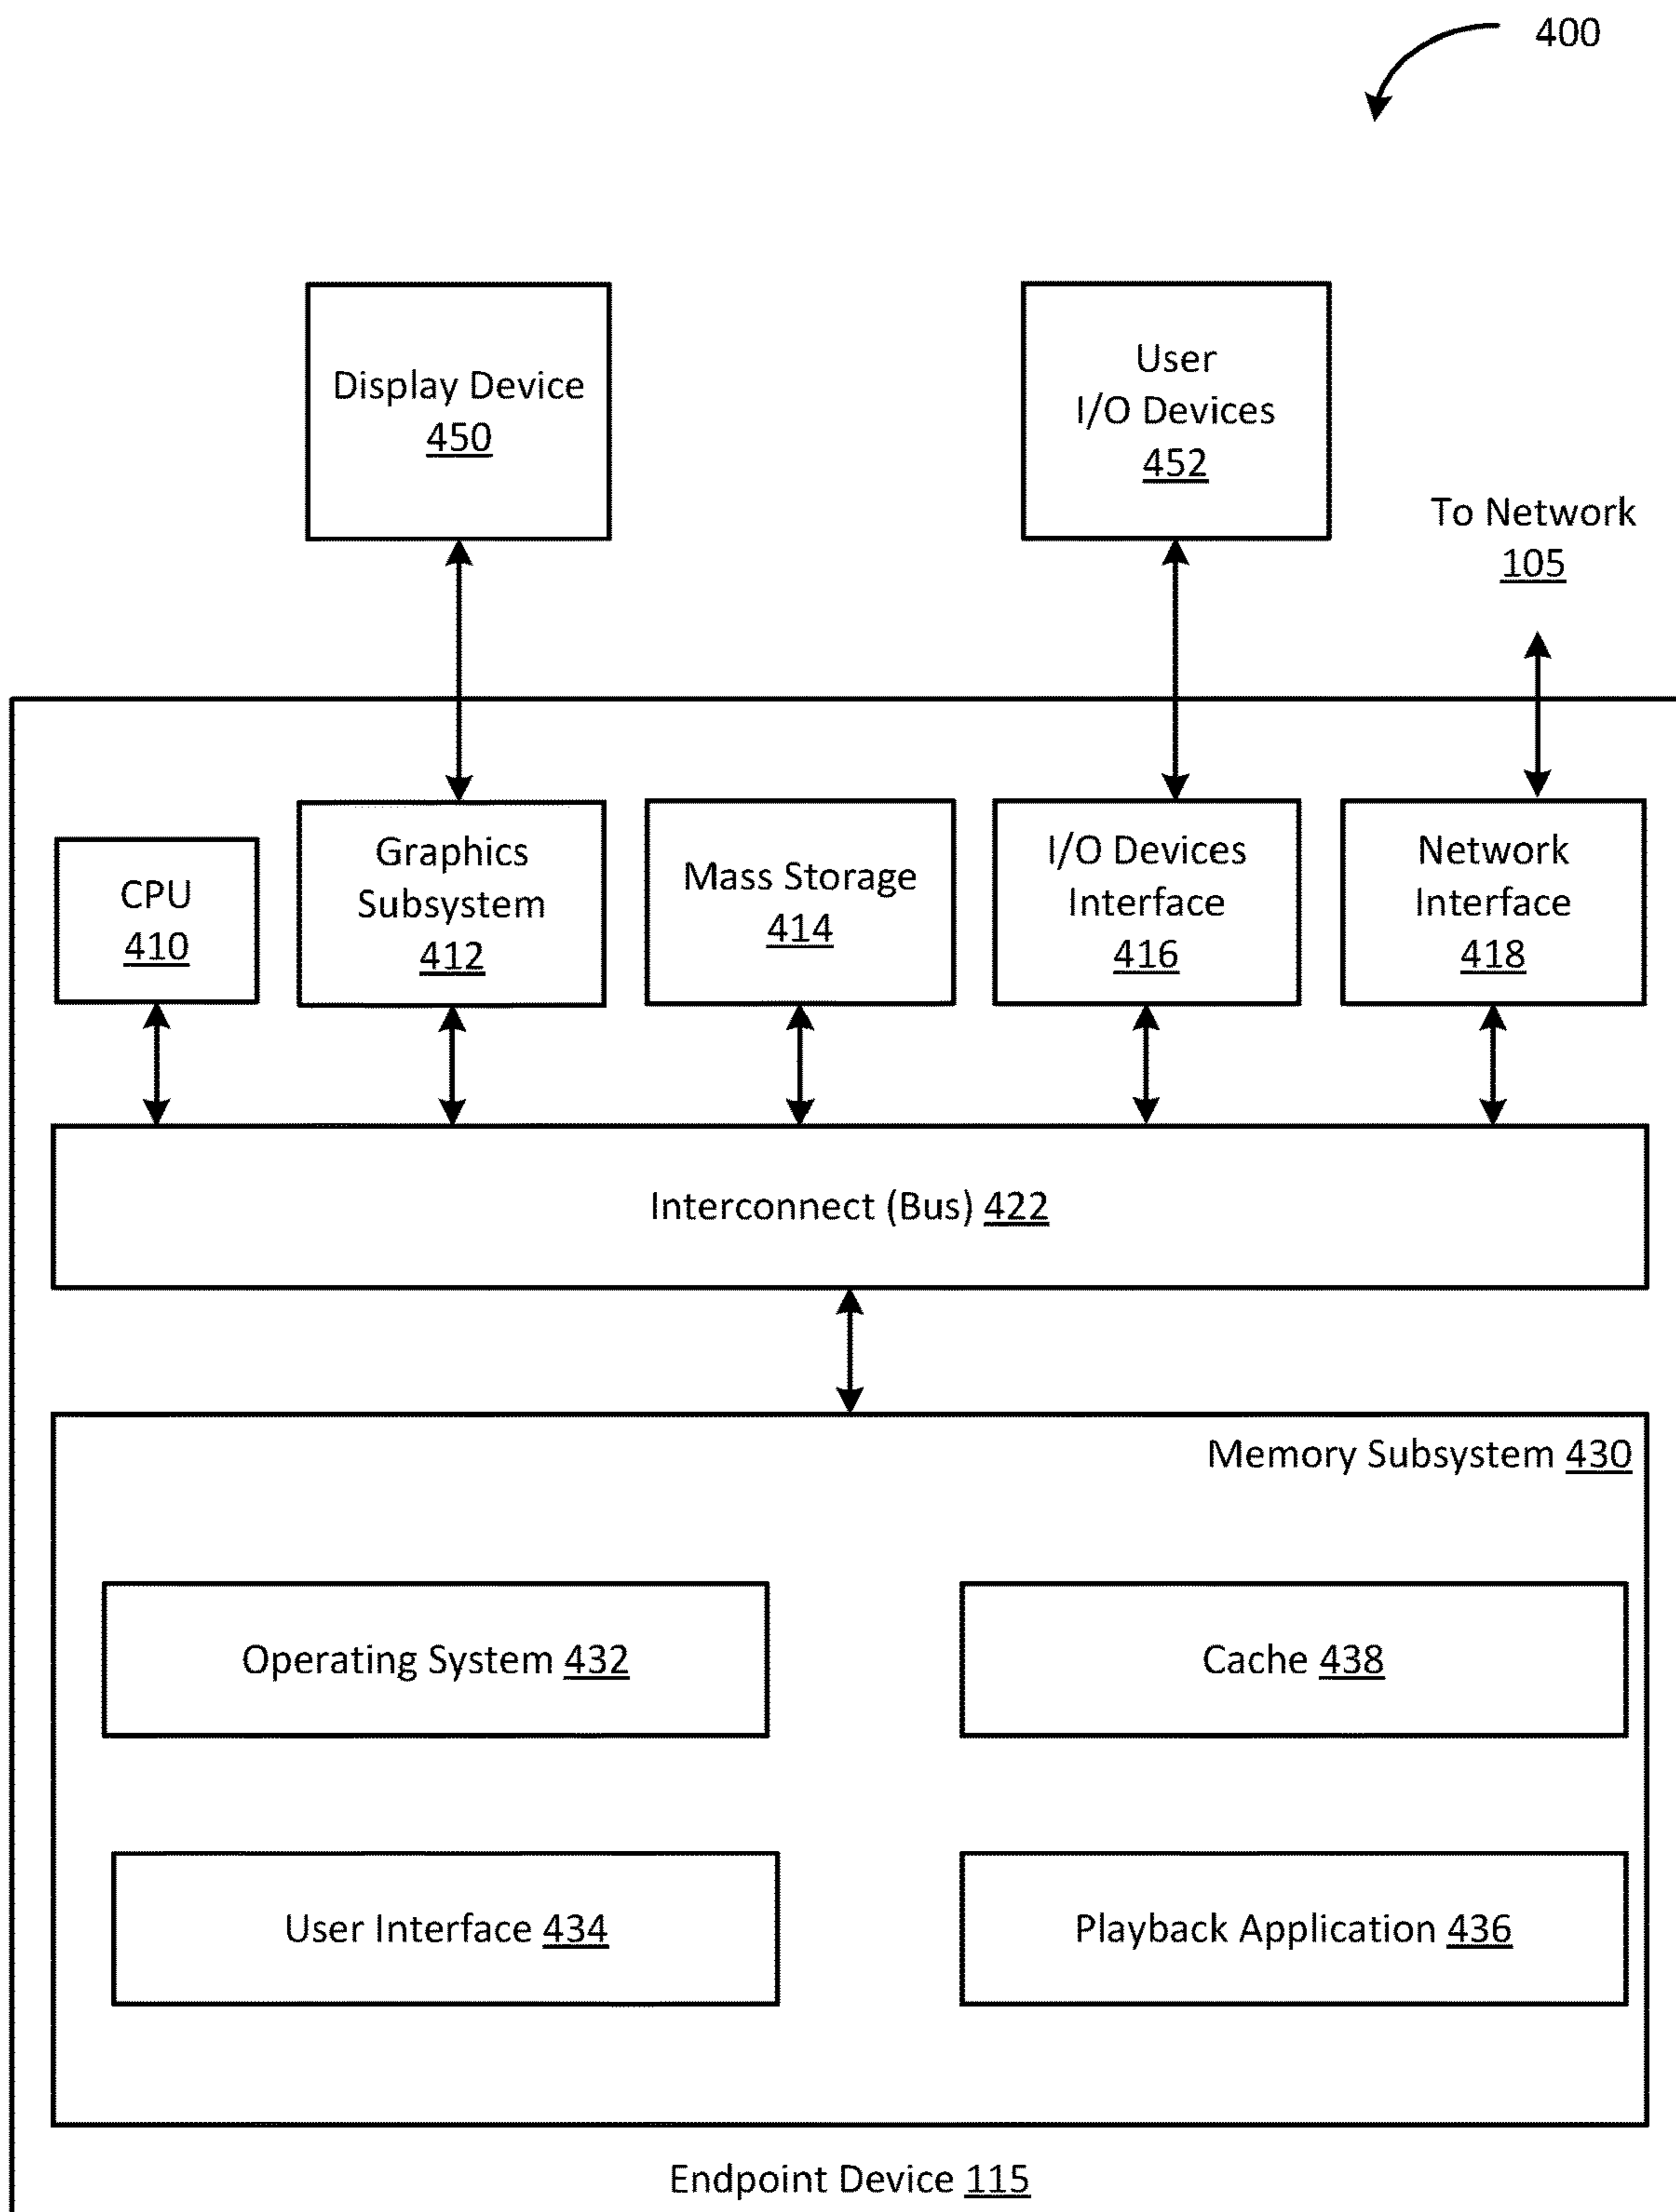 400
Display Device
450
User
I/O Devices
452
To Network
105
CPU
410
Graphics
Subsystem
412
Mass Storage
414
I/O Devices
Interface
416
Network
Interface
418
Interconnect (Bus) 422
Memory Subsystem 430
Operating System 432
Cache 438
User Interface 434
Playback Application 436
Endpoint Device 115